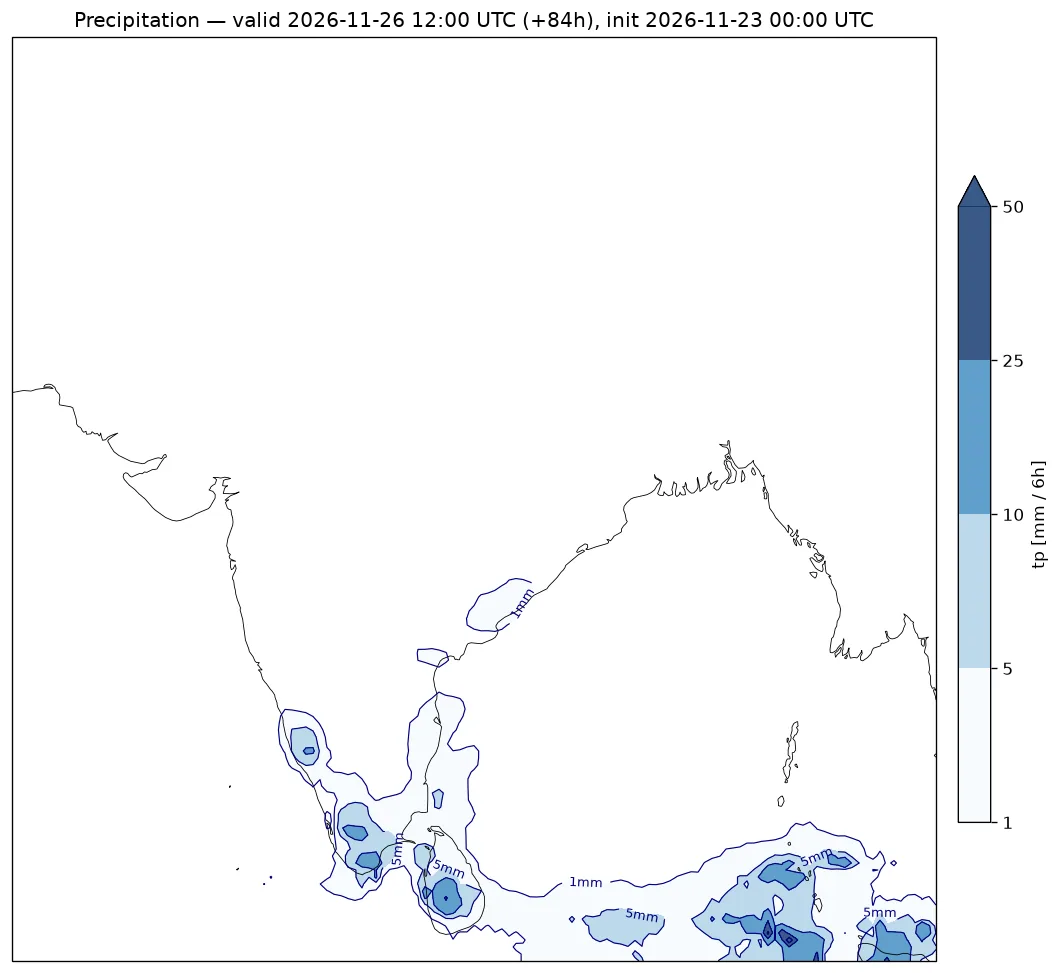 Precipitation — valid 2026-11-26 12:00 UTC (+84h), init 2026-11-23 00:00 UTC
50
25
10
5
1
tp [mm / 6h]
1mm
5mm
5mm
5mm
1mm
5mm
5mm